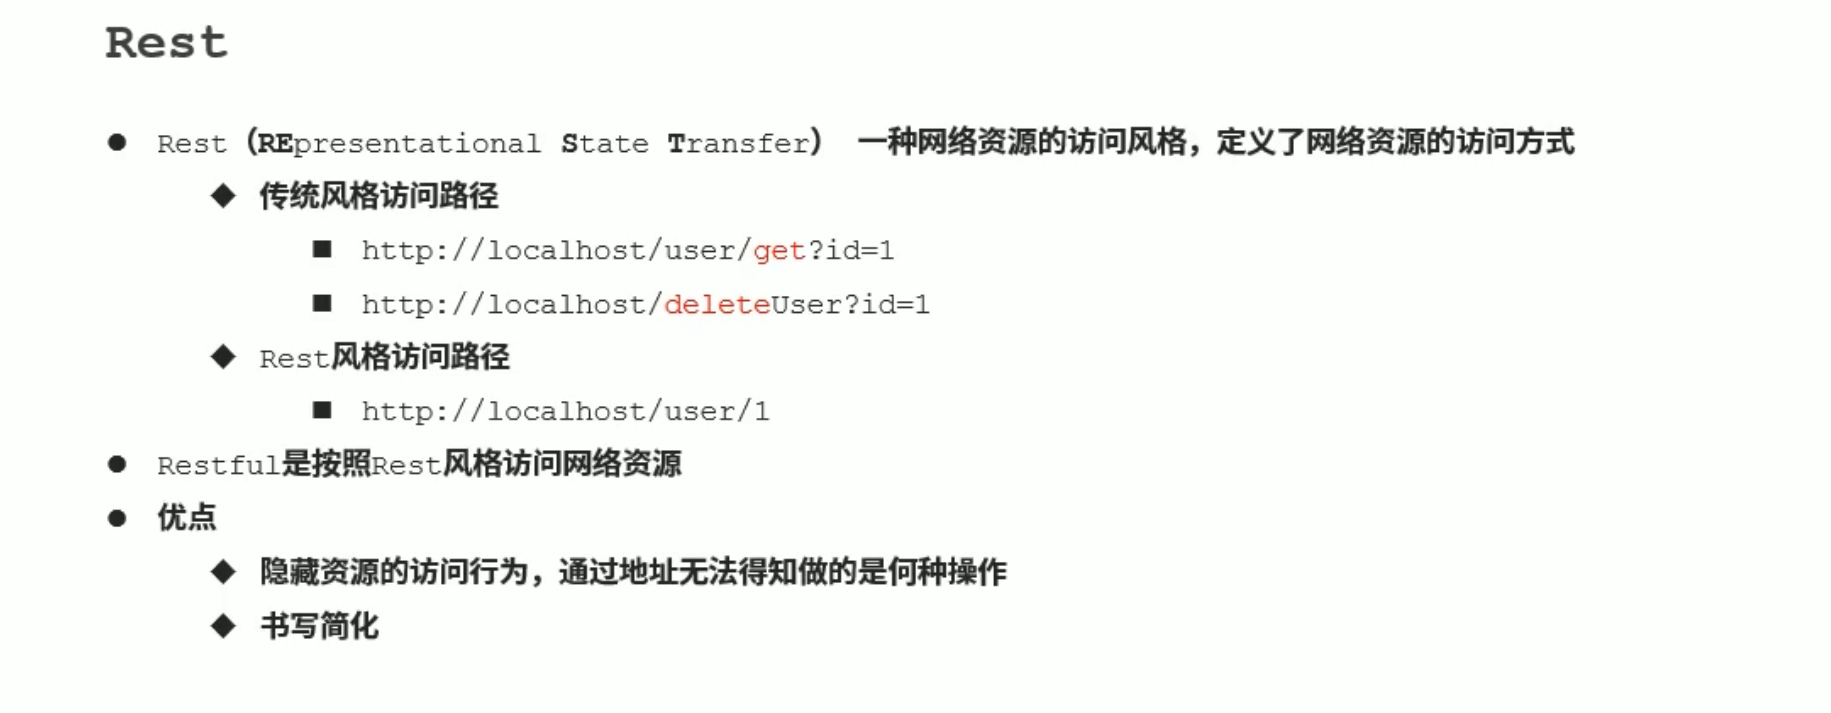 Rest
● Rest（REpresentational State Transfer） 一种网络资源的访问风格，定义了网络资源的访问方式
◆ 传统风格访问路径
■ http://localhost/user/get?id=1
■ http://localhost/deleteUser?id=1
◆ Rest风格访问路径
■ http://localhost/user/1
● Restful是按照Rest风格访问网络资源
● 优点
◆ 隐藏资源的访问行为，通过地址无法得知做的是何种操作
◆ 书写简化